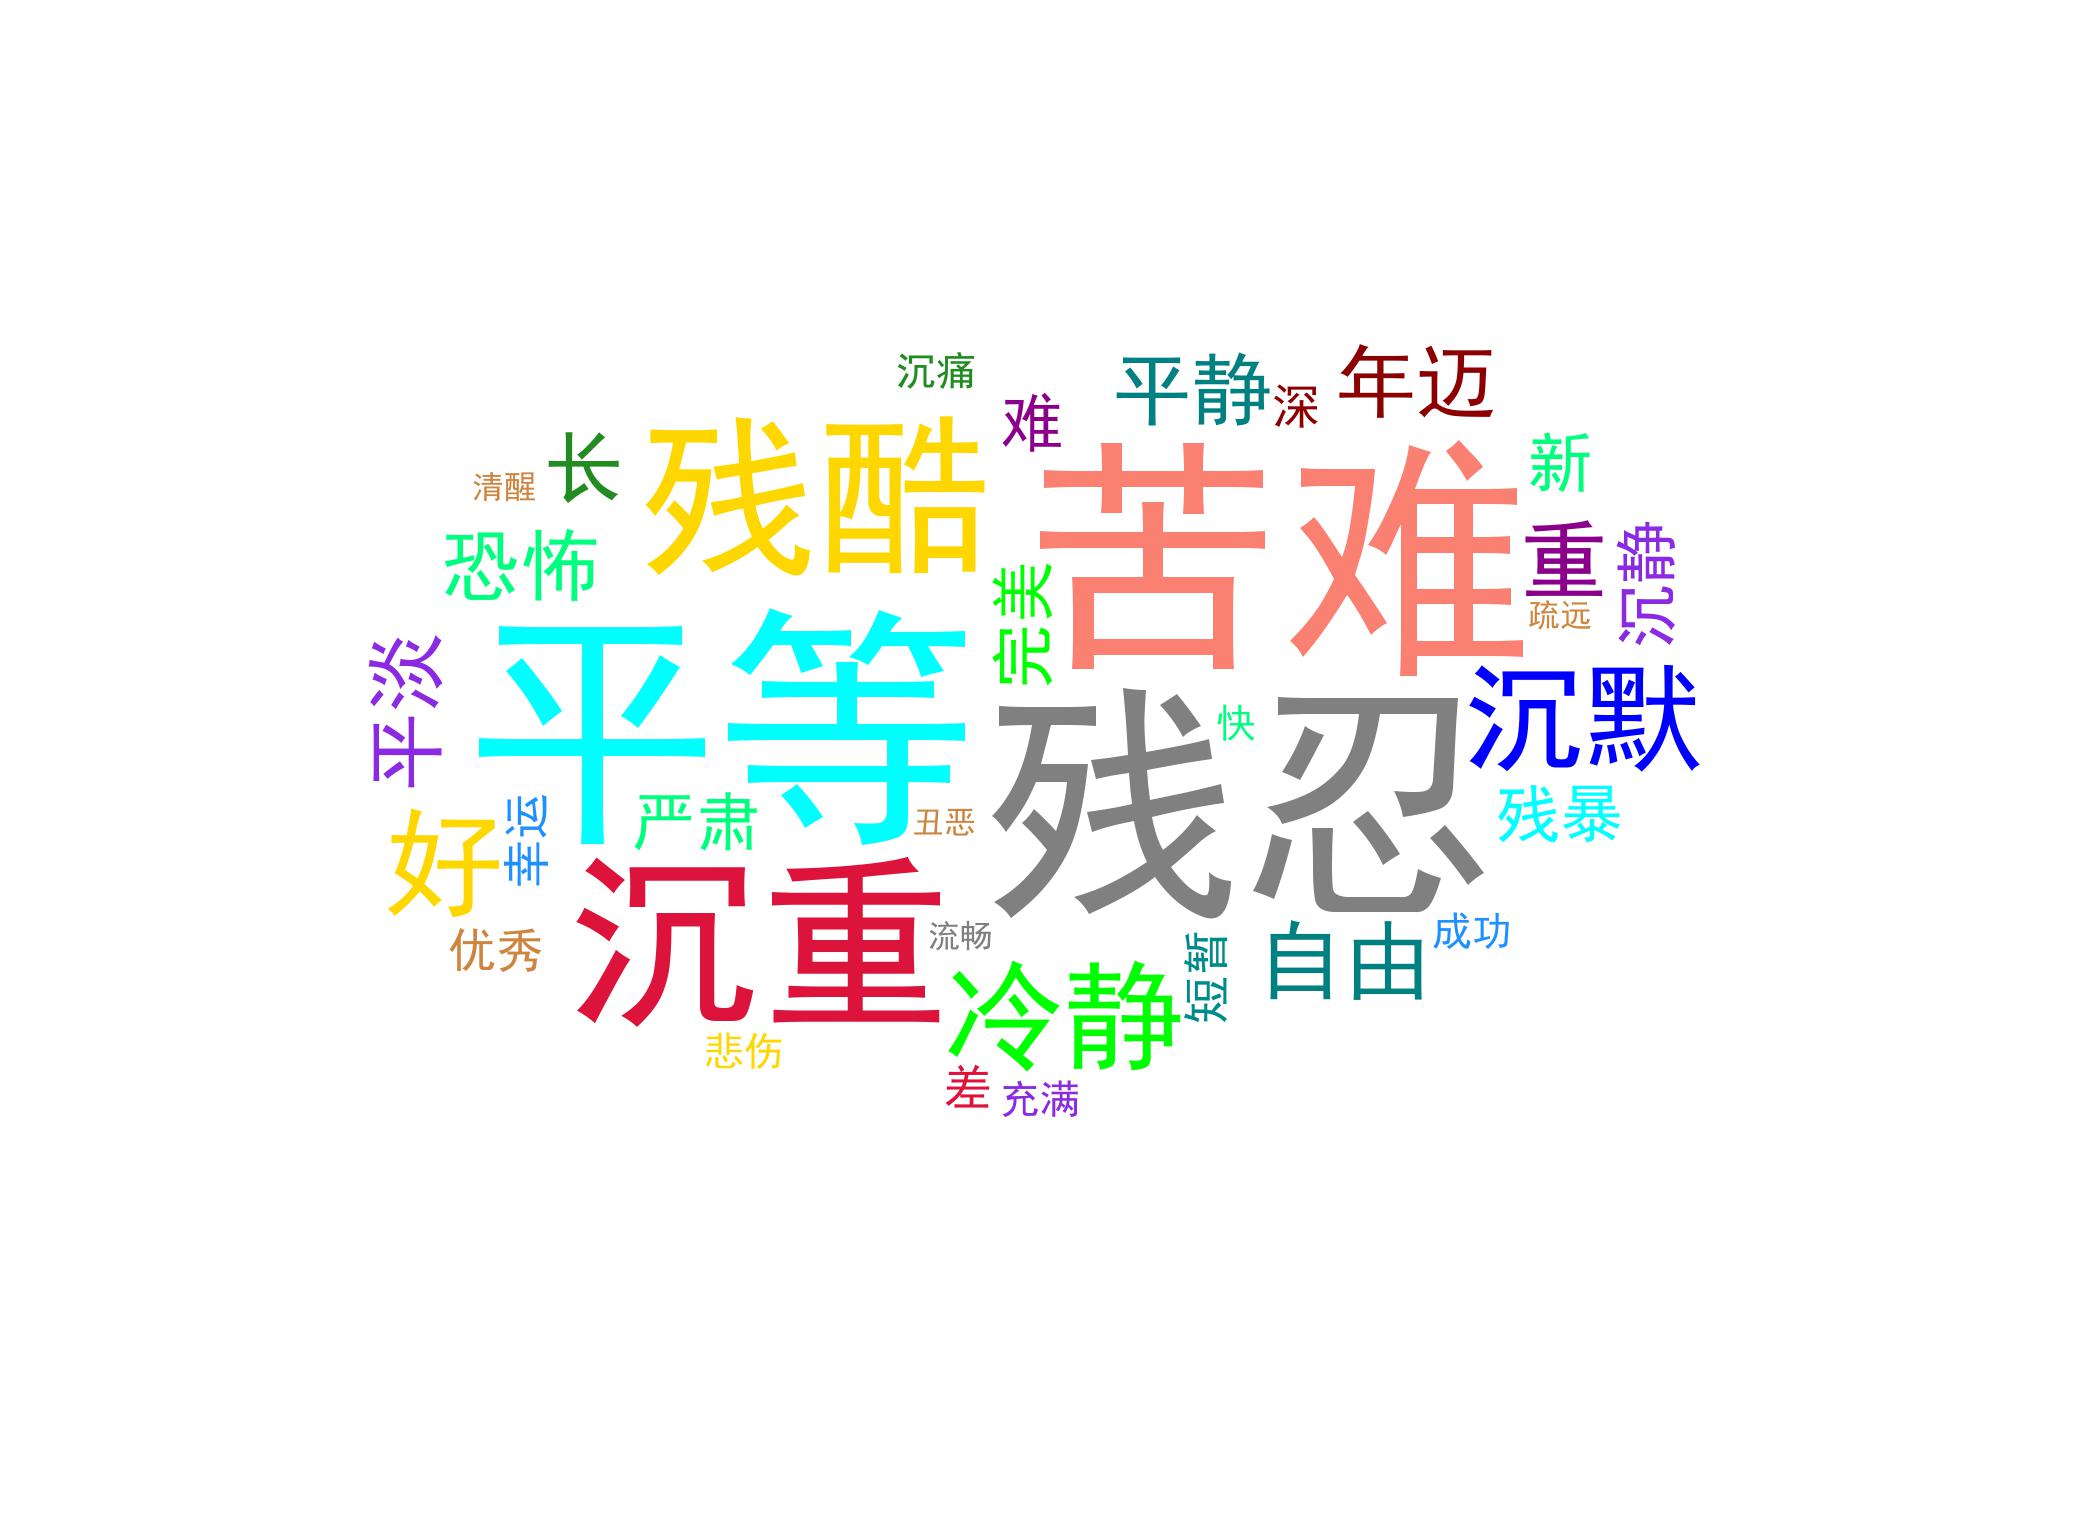 沉痛
平静
深
年迈
难
长
残酷
苦难
新
清醒
恐怖
完美
重
沉静
疏远
平淡
平等
残忍
快
沉默
好
幸运
严肃
丑恶
残暴
优秀
沉重
流畅
冷静
短暂
自由
成功
悲伤
差
充满